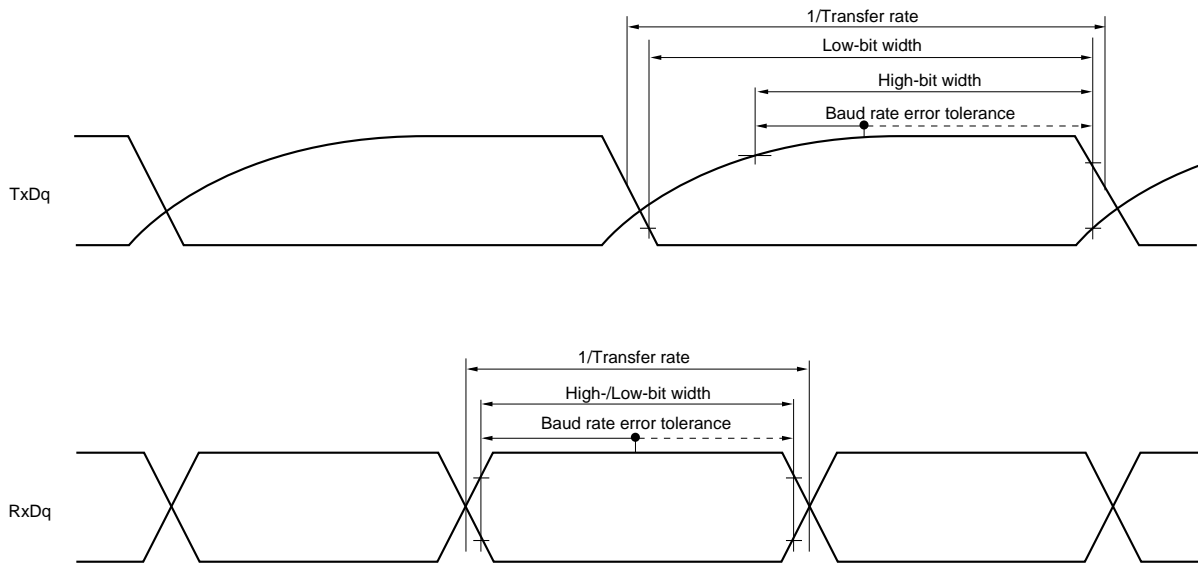 1/Transfer rate
Low-bit width
High-bit width
Baud rate error tolerance
TxDq
1/Transfer rate
High-/Low-bit width
Baud rate error tolerance
RxDq